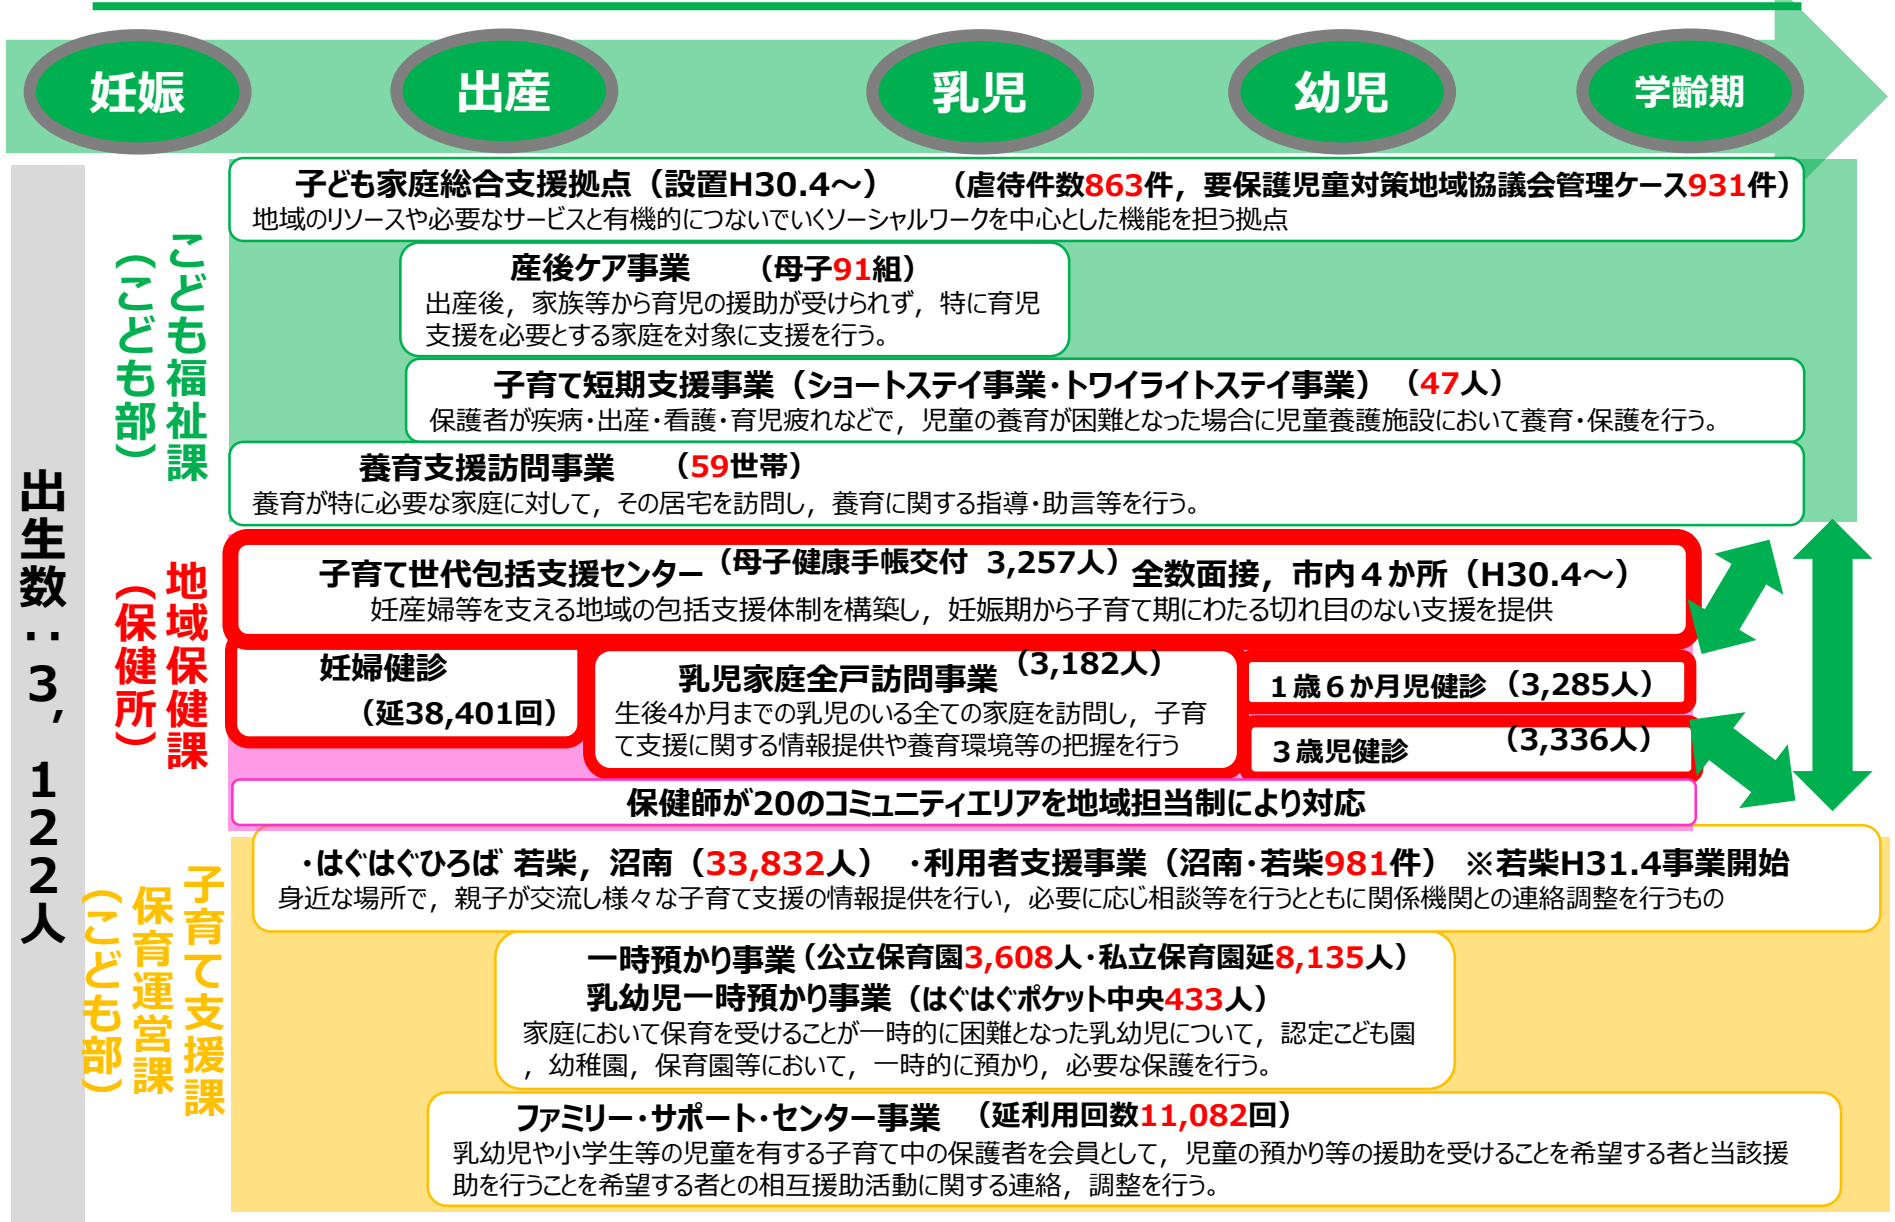 妊娠
出産
乳児
幼児
学齢期
出生数：3,122人
こども福祉課
（こども部）
子ども家庭総合支援拠点（設置H30.4～）　（虐待件数863件，要保護児童対策地域協議会管理ケース931件）
地域のリソースや必要なサービスと有機的につないでいくソーシャルワークを中心とした機能を担う拠点
産後ケア事業　（母子91組）
出産後，家族等から育児の援助が受けられず，特に育児
支援を必要とする家庭を対象に支援を行う。
子育て短期支援事業（ショートステイ事業・トワイライトステイ事業）（47人）
保護者が疾病・出産・看護・育児疲れなどで，児童の養育が困難となった場合に児童養護施設において養育・保護を行う。
養育支援訪問事業　（59世帯）
養育が特に必要な家庭に対して，その居宅を訪問し，養育に関する指導・助言等を行う。
地域保健課
（保健所）
子育て世代包括支援センター（母子健康手帳交付 3,257人）全数面接，市内４か所（H30.4～）
妊産婦等を支える地域の包括支援体制を構築し，妊娠期から子育て期にわたる切れ目のない支援を提供
妊婦健診
（延38,401回）
乳児家庭全戸訪問事業（3,182人）
生後4か月までの乳児のいる全ての家庭を訪問し，子育
て支援に関する情報提供や養育環境等の把握を行う
１歳６か月児健診（3,285人）
３歳児健診　（3,336人）
保健師が20のコミュニティエリアを地域担当制により対応
子育て支援課
保育運営課
（こども部）
・はぐはぐひろば 若柴，沼南（33,832人）・利用者支援事業（沼南・若柴981件）※若柴H31.4事業開始
身近な場所で，親子が交流し様々な子育て支援の情報提供を行い，必要に応じ相談等を行うとともに関係機関との連絡調整を行うもの
一時預かり事業（公立保育園3,608人・私立保育園延8,135人）
乳幼児一時預かり事業（はぐはぐポケット中央433人）
家庭において保育を受けることが一時的に困難となった乳幼児について，認定こども園
，幼稚園，保育園等において，一時的に預かり，必要な保護を行う。
ファミリー・サポート・センター事業　（延利用回数11,082回）
乳幼児や小学生等の児童を有する子育て中の保護者を会員として，児童の預かり等の援助を受けることを希望する者と当該援
助を行うことを希望する者との相互援助活動に関する連絡，調整を行う。